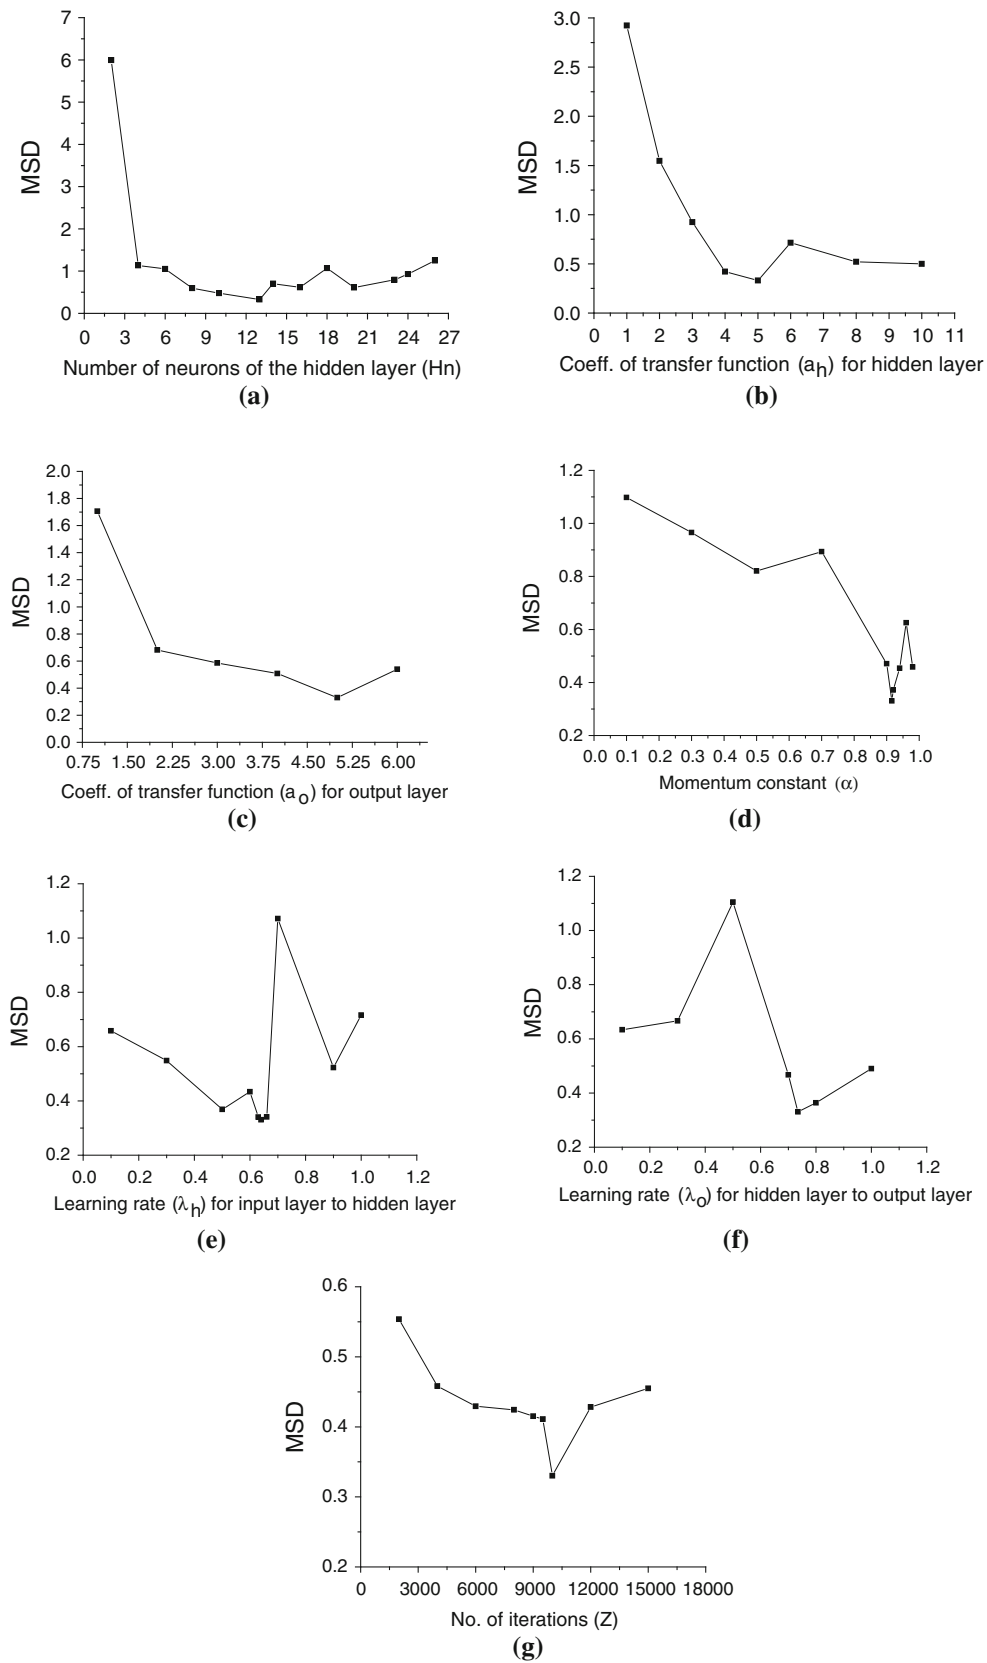 7
6
5
4
3
2
1
0
MSD
0 3 6 9 12 15 18 21 24 27
Number of neurons of the hidden layer (Hn)
(a)
3.0
2.5
2.0
1.5
1.0
0.5
0.0
MSD
0 1 2 3 4 5 6 7 8 9 10 11
Coeff. of transfer function (ah) for hidden layer
(b)
2.0
1.8
1.6
1.4
1.2
1.0
0.8
0.6
0.4
0.2
0.0
MSD
0.75 1.50 2.25 3.00 3.75 4.50 5.25 6.00
Coeff. of transfer function (ao) for output layer
(c)
1.2
1.0
0.8
0.6
0.4
0.2
MSD
0.0 0.1 0.2 0.3 0.4 0.5 0.6 0.7 0.8 0.9 1.0
Momentum constant (α)
(d)
1.2
1.0
0.8
0.6
0.4
0.2
MSD
0.0 0.2 0.4 0.6 0.8 1.0 1.2
Learning rate (λh) for input layer to hidden layer
(e)
1.2
1.0
0.8
0.6
0.4
0.2
MSD
0.0 0.2 0.4 0.6 0.8 1.0 1.2
Learning rate (λo) for hidden layer to output layer
(f)
0.6
0.5
0.4
0.3
0.2
MSD
0 3000 6000 9000 12000 15000 18000
No. of iterations (Z)
(g)